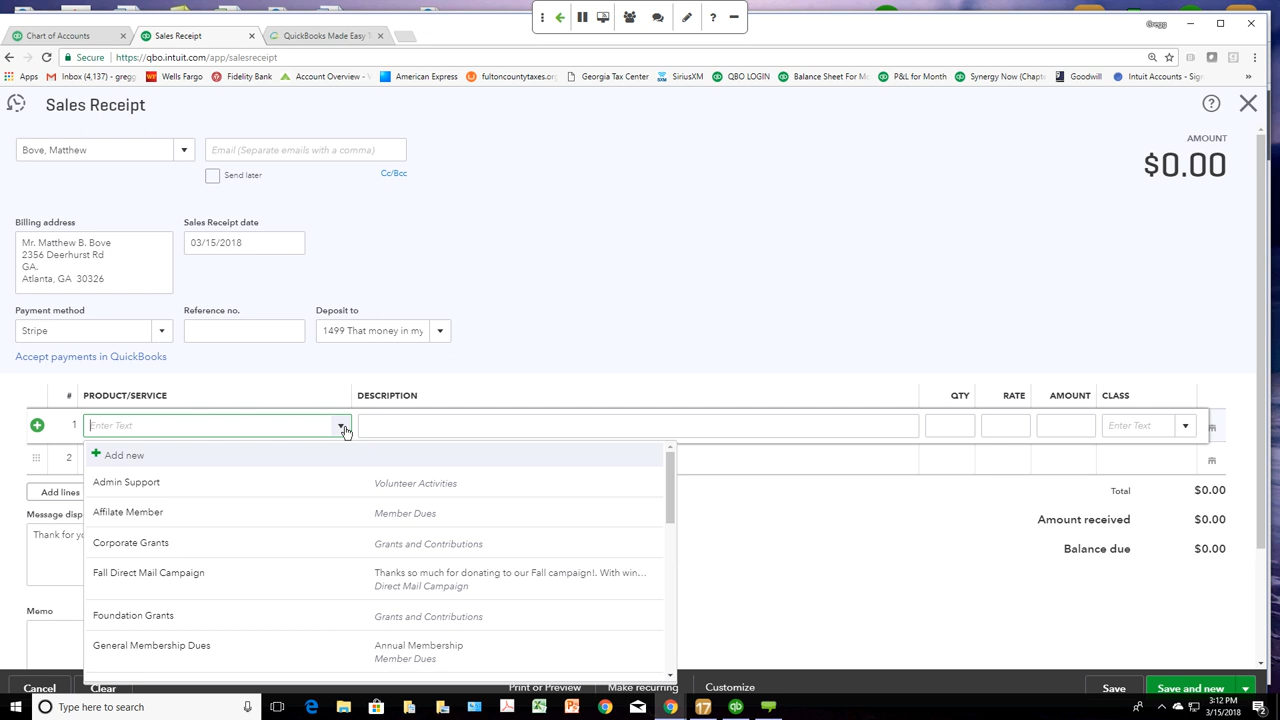 Gregg
Chart of Accounts
Sales Receipt
QuickBooks Made Easy T
Secure
https://qbo.intuit.com/app/salesreceipt
Apps
Inbox (4,137) - gregg
Wells Fargo
Fidelity Bank
Account Overview - V
American Express
fultoncountytaxes.org
Georgia Tax Center
SiriusXM
QBO LOGIN
Balance Sheet For M
P&L for Month
Synergy Now (Chart
Goodwill
Intuit Accounts - Sign
Sales Receipt
AMOUNT
Bove, Matthew
Email (Separate emails with a comma)
$0.00
Send later
Cc/Bcc
Billing address
Sales Receipt date
Mr. Matthew B. Bove
03/15/2018
2356 Deerhurst Rd
GA.
Atlanta, GA 30326
Payment method
Reference no.
Deposit to
Stripe
1499 That money in my
Accept payments in QuickBooks
# PRODUCT/SERVICE DESCRIPTION QTY RATE AMOUNT CLASS
1 Enter Text Enter Text
Add new
2
Admin Support Volunteer Activities
Affilate Member Member Dues
Corporate Grants Grants and Contributions
Fall Direct Mail Campaign Thanks so much for donating to our Fall campaign!. With win...
Direct Mail Campaign
Foundation Grants Grants and Contributions
General Membership Dues Annual Membership
Member Dues
Add lines
Total $0.00
Message disp
Amount received $0.00
Thank for yo
Balance due $0.00
Memo
Cancel
Clear
Print or Preview
Make recurring
Customize
Save
Save and new
Type here to search
17
3:12 PM
3/15/2018
2